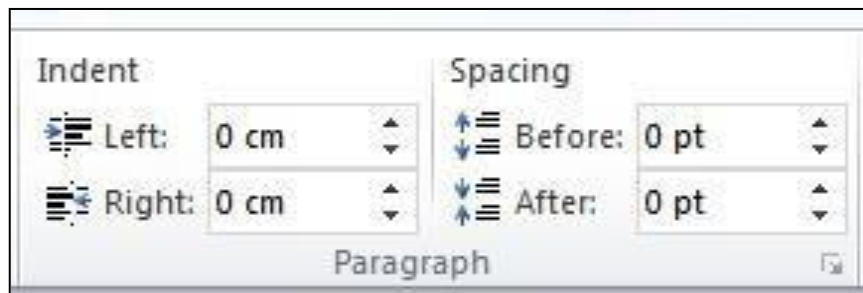 Indent Spacing
Left: 0 cm Before: 0 pt
Right: 0 cm After: 0 pt
Paragraph